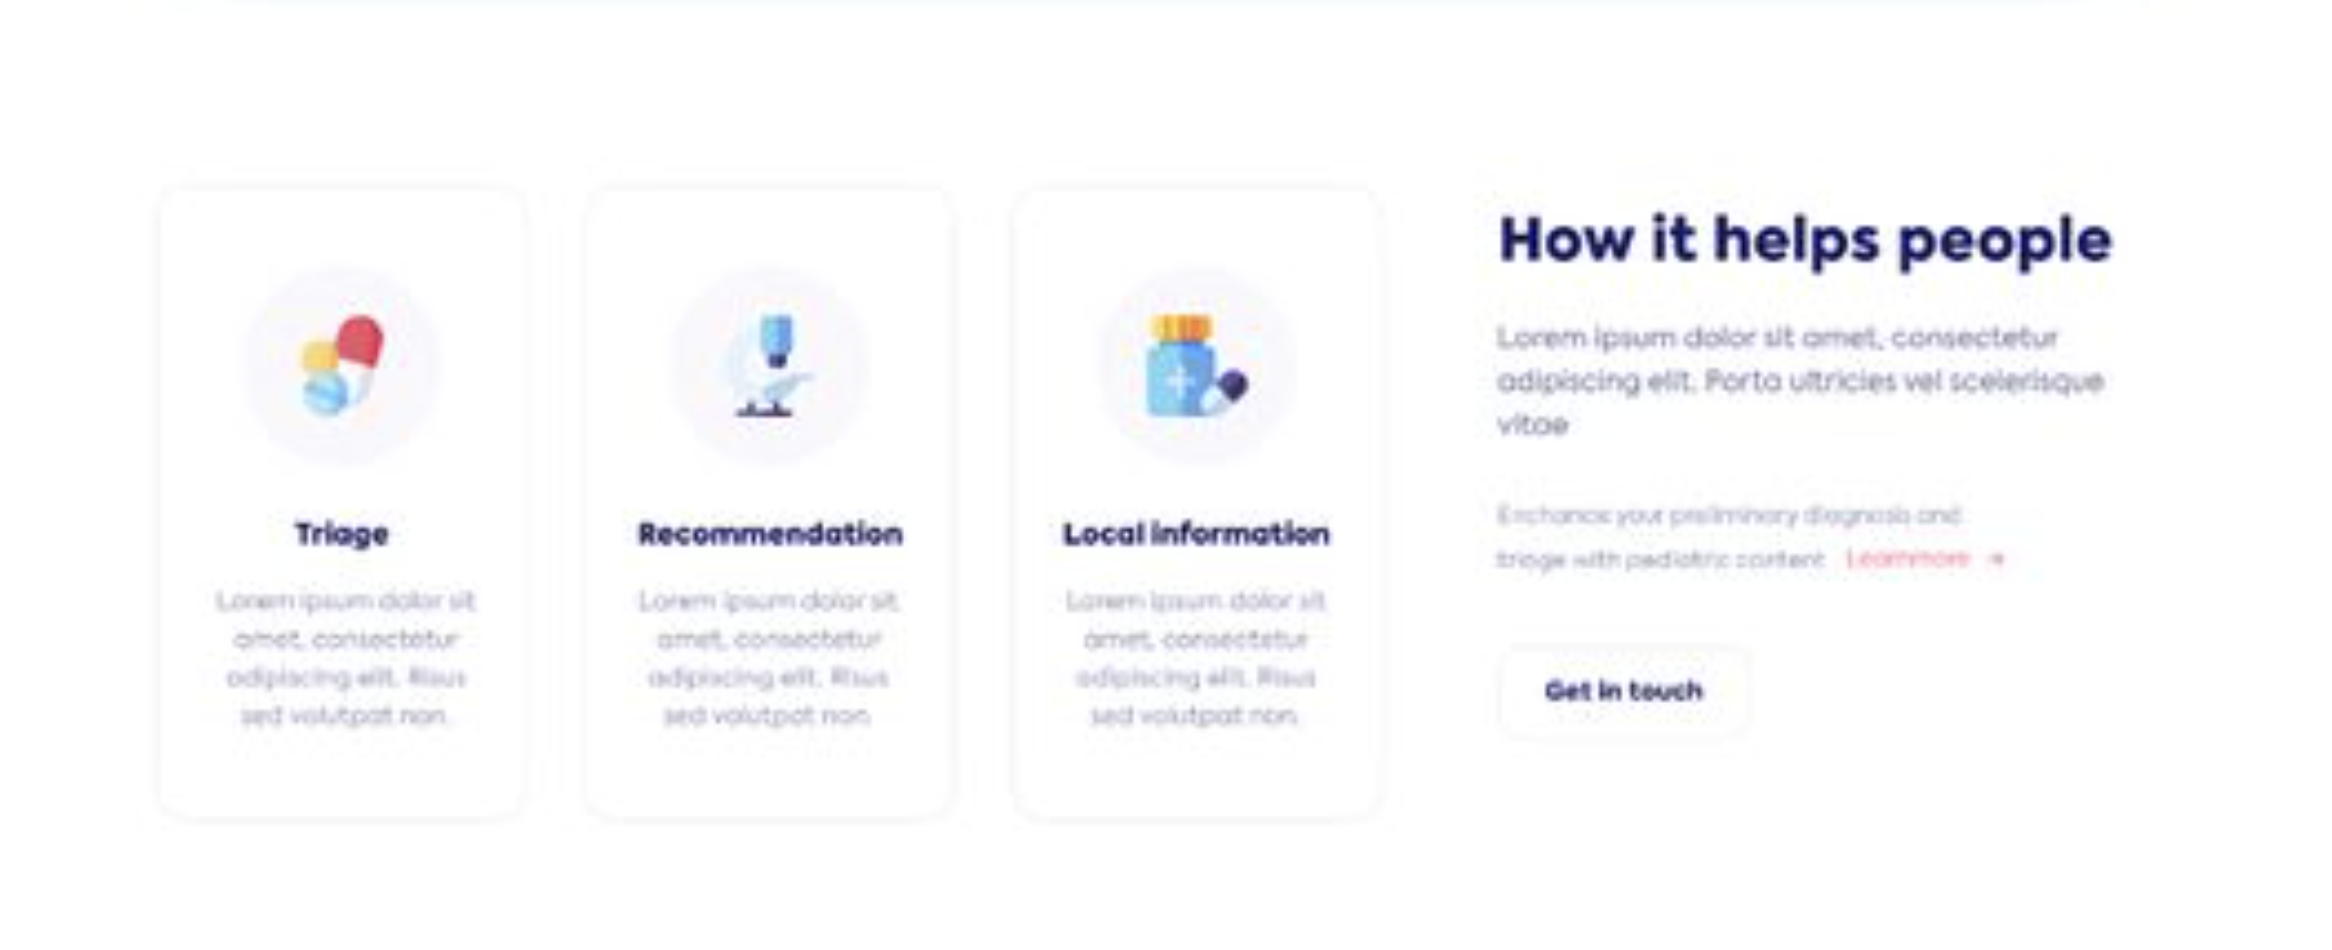 Triage
Lorem ipsum dolor sit
amet, consectetur
adipiscing elit. Risus
sed volutpat non.
Recommendation
Lorem ipsum dolor sit
amet, consectetur
adipiscing elit. Risus
sed volutpat non.
Local information
Lorem ipsum dolor sit
amet, consectetur
adipiscing elit. Risus
sed volutpat non.
How it helps people
Lorem ipsum dolor sit amet, consectetur
adipiscing elit. Porta ultricies vel scelerisque
vitae
your preliminary diagnosis and
triage with pediatric content Learn more →
Get in touch